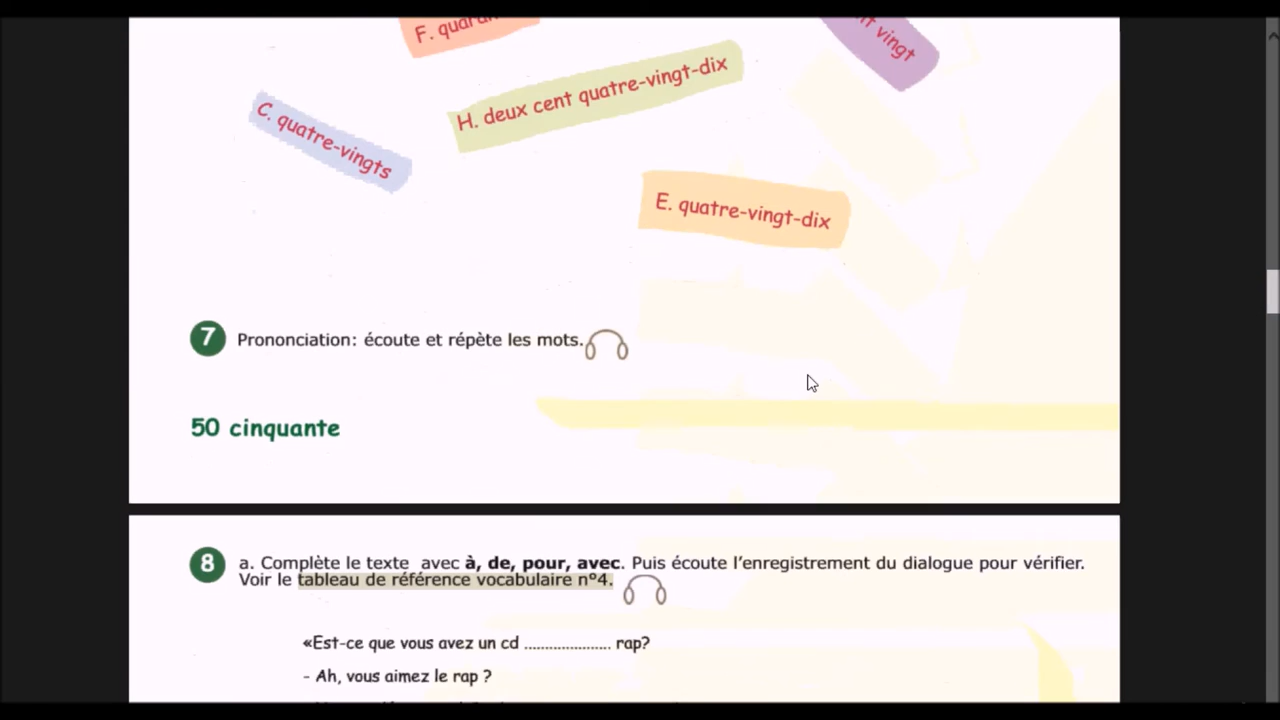 F.
vingt
H. deux cent quatre-vingt-dix
C. quatre-vingts
E. quatre-vingt-dix
7 Prononciation: écoute et répète les mots.
50 cinquante
8 a. Complète le texte avec à, de, pour, avec. Puis écoute l'enregistrement du dialogue pour vérifier.
Voir le tableau de référence vocabulaire n°4.
«Est-ce que vous avez un cd ..................... rap?
- Ah, vous aimez le rap ?